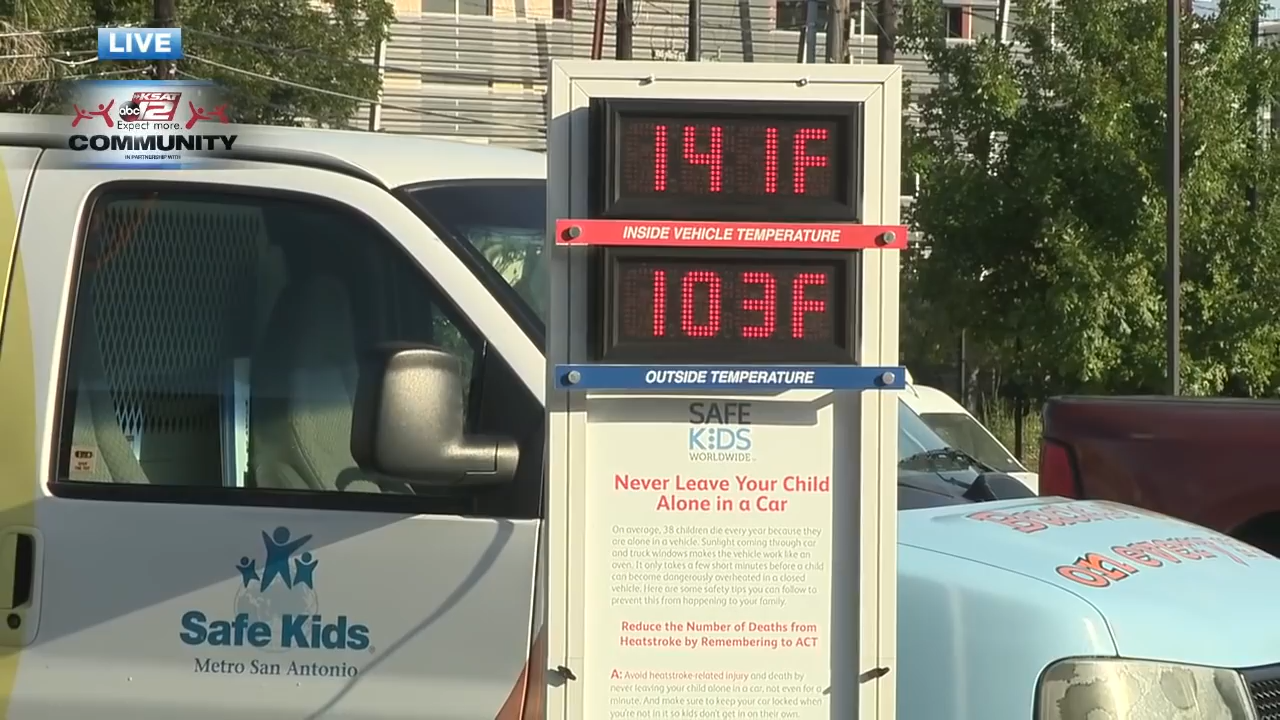 LIVE
KSAT
abc 12
Expect more.
COMMUNITY
IN PARTNERSHIP WITH
141F
INSIDE VEHICLE TEMPERATURE
103F
OUTSIDE TEMPERATURE
SAFE
KIDS
WORLDWIDE
Never Leave Your Child
Alone in a Car
On average, 38 children die every year because they
are alone in a vehicle. Sunlight coming through car
and truck windows makes the vehicle work like an
oven. It only takes a few short minutes before a child
can become dangerously overheated in a closed
vehicle. Here are some safety tips you can follow to
prevent this from happening to your family.
Reduce the Number of Deaths from
Heatstroke by Remembering to ACT
A: Avoid heatstroke-related injury and death by
never leaving your child alone in a car, not even for a
minute. And make sure to keep your car locked when
you're not in it so kids don't get in on their own.
Safe Kids®
Metro San Antonio
on every